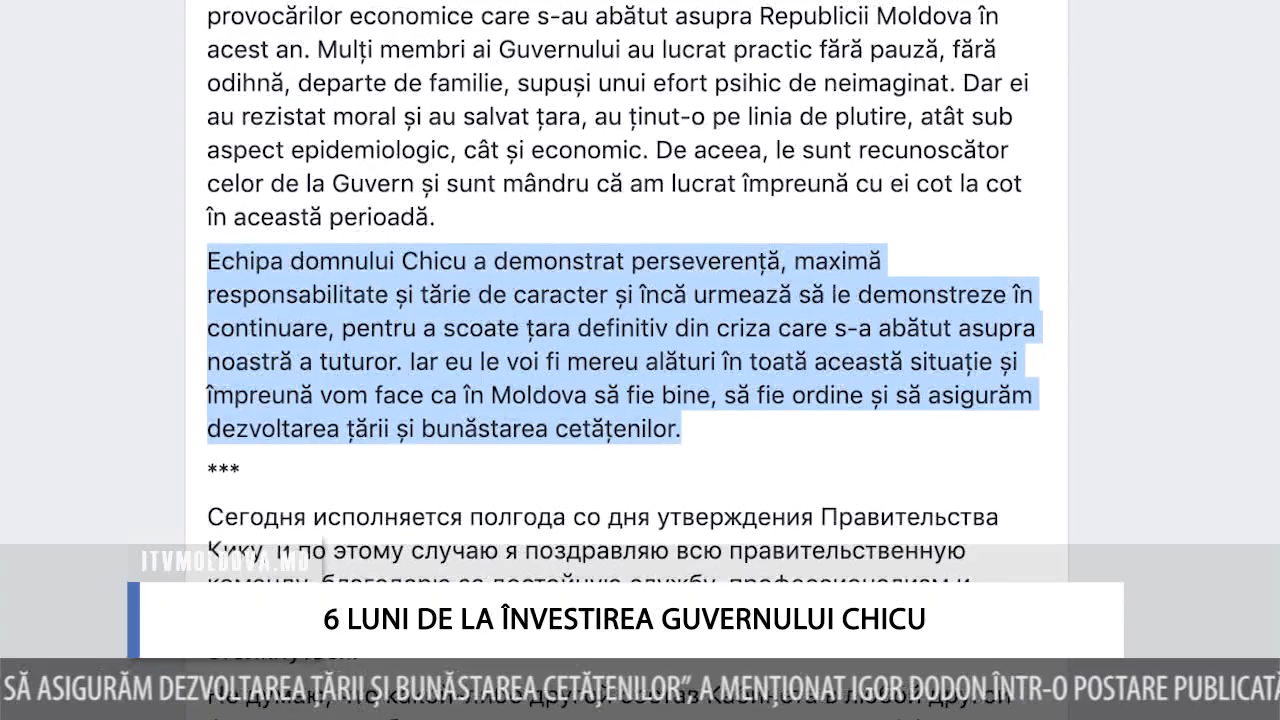 provocărilor economice care s-au abătut asupra Republicii Moldova în
acest an. Mulți membri ai Guvernului au lucrat practic fără pauză, fără
odihnă, departe de familie, supuși unui efort psihic de neimaginat. Dar ei
au rezistat moral și au salvat țara, au ținut-o pe linia de plutire, atât sub
aspect epidemiologic, cât și economic. De aceea, le sunt recunoscător
celor de la Guvern și sunt mândru că am lucrat împreună cu ei cot la cot
în această perioadă.
Echipa domnului Chicu a demonstrat perseverență, maximă
responsabilitate și tărie de caracter și încă urmează să le demonstreze în
continuare, pentru a scoate țara definitiv din criza care s-a abătut asupra
noastră a tuturor. Iar eu le voi fi mereu alături în toată această situație și
împreună vom face ca în Moldova să fie bine, să fie ordine și să asigurăm
dezvoltarea țării și bunăstarea cetățenilor.
***
Сегодня исполняется полгода со дня утверждения Правительства
Кику, и по этому случаю я поздравляю всю правительственную
ITVMOLDOVA.MD
6 LUNI DE LA ÎNVESTIREA GUVERNULUI CHICU
SĂ ASIGURĂM DEZVOLTAREA ȚĂRII ȘI BUNĂSTAREA CETĂȚENILOR”, A MENȚIONAT IGOR DODON ÎNTR-O POSTARE PUBLICATĂ